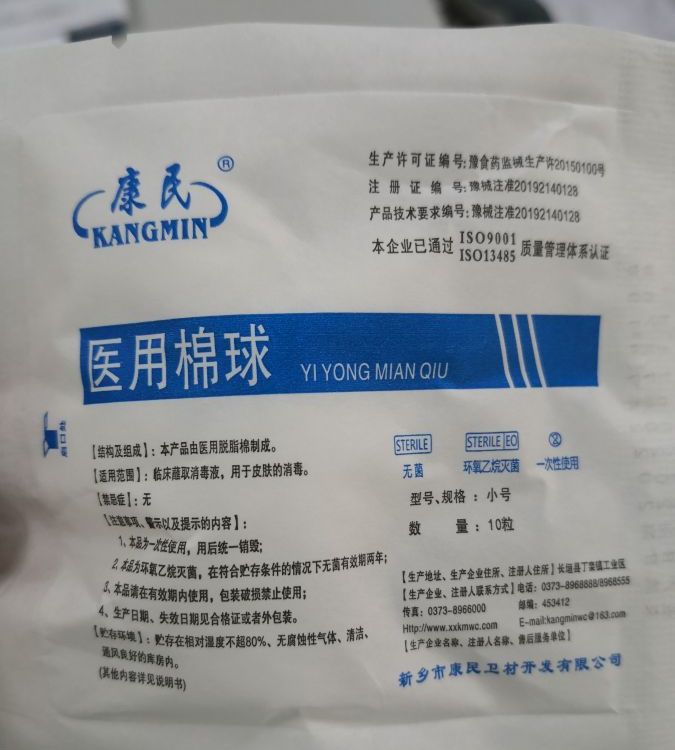 康民®
KANGMIN
生产许可证编号:豫食药监械生产许20150100号
注册证编号:豫械注准20192140128
产品技术要求编号:豫械注准20192140128
本企业已通过 ISO9001 ISO13485 质量管理体系认证
医用棉球 YI YONG MIAN QIU
【结构及组成】:本产品由医用脱脂棉制成。
【适用范围】:临床蘸取消毒液,用于皮肤的消毒。
【禁忌症】:无
【注意事项、警示以及提示的内容】:
1、本品为一次性使用,用后统一销毁;
2、本品为环氧乙烷灭菌,在符合贮存条件的情况下无菌有效期两年;
3、本品请在有效期内使用,包装破损禁止使用;
4、生产日期、失效日期见合格证或者外包装。
【贮存环境】:贮存在相对湿度不超80%、无腐蚀性气体、清洁、
通风良好的库房内。
(其他内容详见说明书)
STERILE STERILE EO 2
无菌 环氧乙烷灭菌 一次性使用
型号、规格:小号
数量:10粒
【生产地址、生产企业住所、注册人住所】长垣县丁栾镇工业区
【生产企业、注册人联系方式】电话:0373-8968888/8968555
传真:0373-8966000 邮编:453412
Http://www.xxkmwc.com E-mail:kangminwc@163.com
【生产企业名称、注册人名称、售后服务单位】
新乡市康民卫材开发有限公司